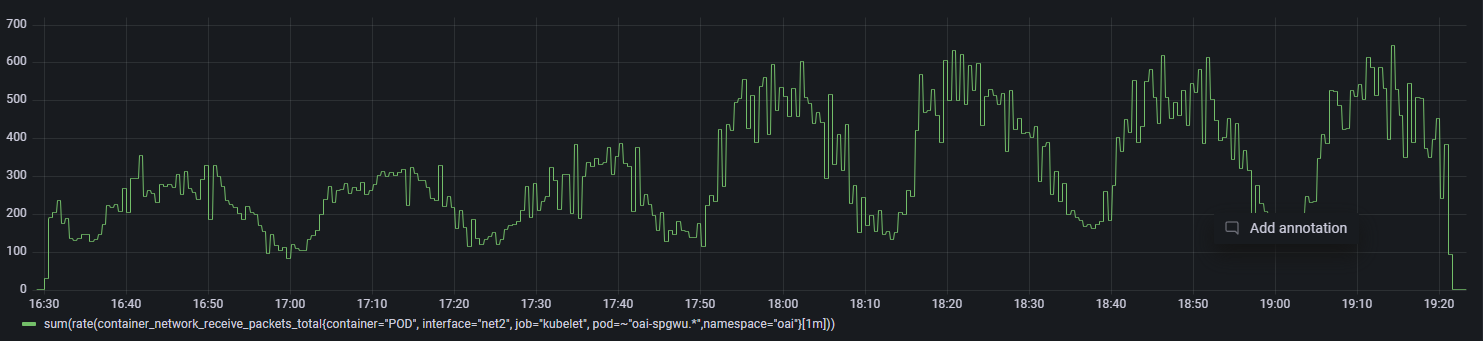 700
600
500
400
300
200
100
0
Add annotation
16:30 16:40 16:50 17:00 17:10 17:20 17:30 17:40 17:50 18:00 18:10 18:20 18:30 18:40 18:50 19:00 19:10 19:20
sum(rate(container_network_receive_packets_total{container="POD", interface="net2", job="kubelet", pod=~"oai-spgwu.*",namespace="oai"}[1m]))